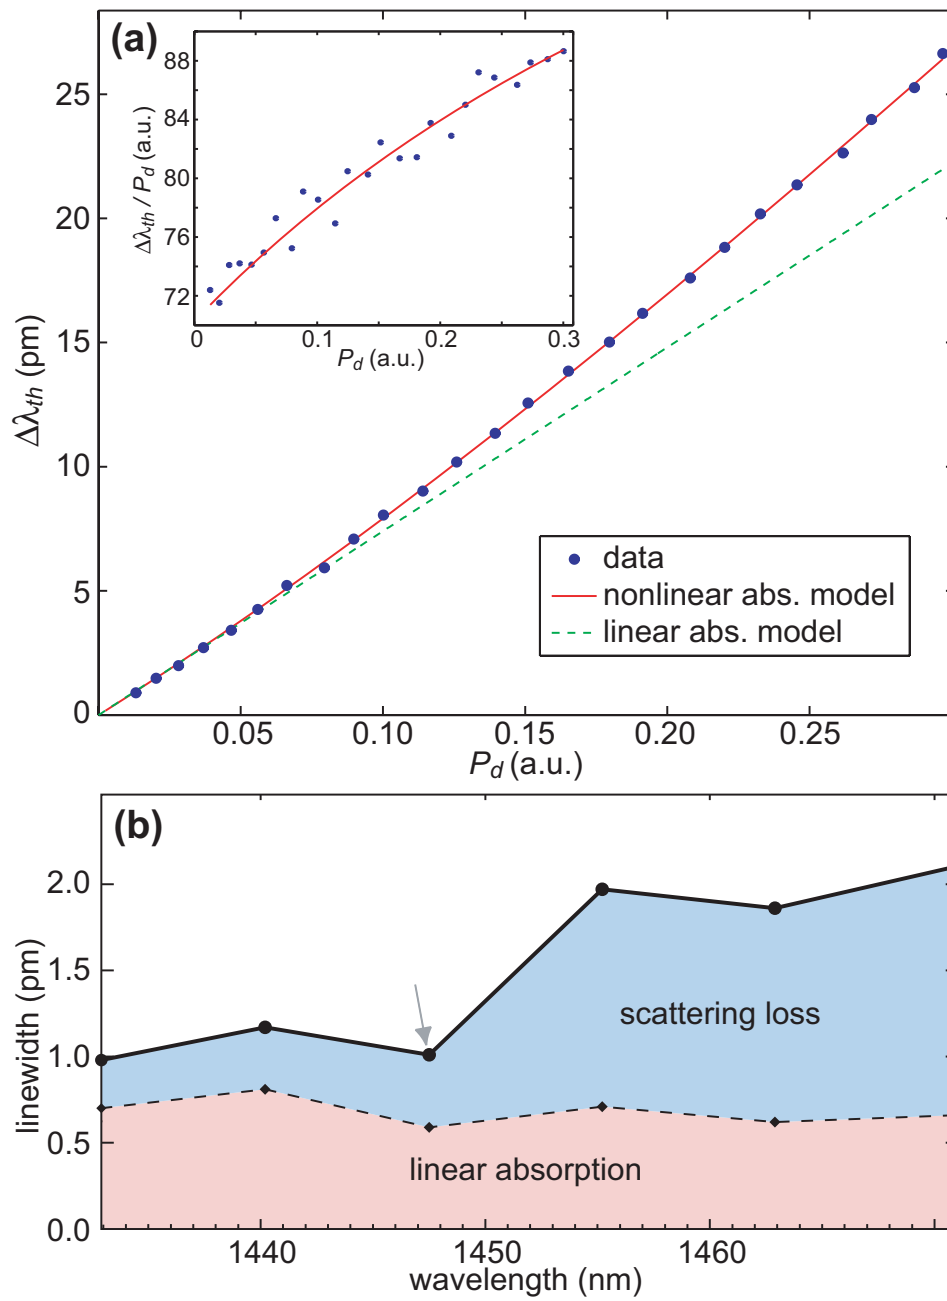 (a)
25
20
15
10
5
0
Δλth (pm)
88
84
80
76
72
Δλth / Pd (a.u.)
0 0.1 0.2 0.3
Pd (a.u.)
data
nonlinear abs. model
linear abs. model
0.05 0.10 0.15 0.20 0.25
Pd (a.u.)
(b)
2.0
1.5
1.0
0.5
0.0
linewidth (pm)
scattering loss
linear absorption
1440 1450 1460
wavelength (nm)